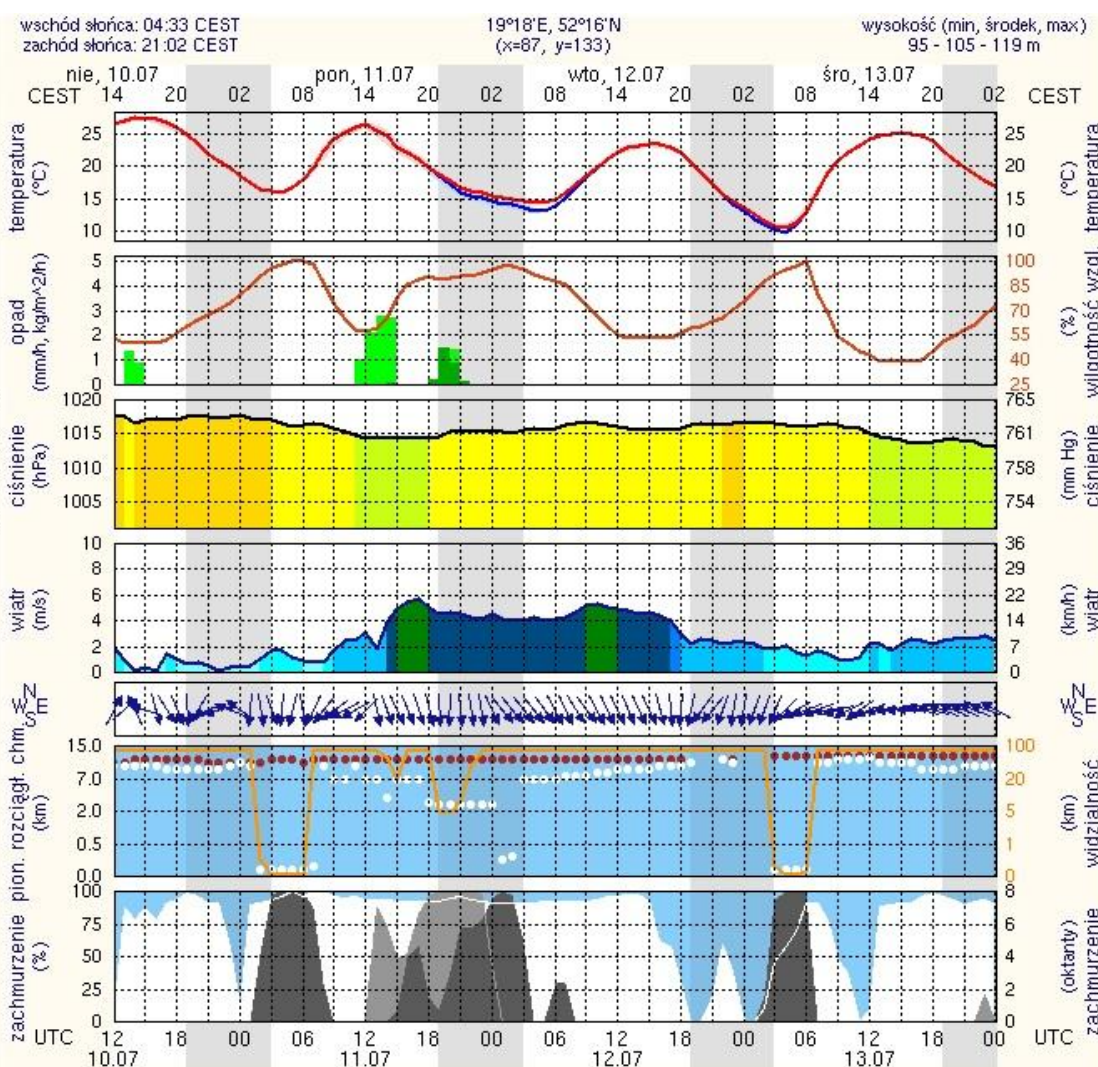 wschód słońca: 04:33 CEST
zachód słońca: 21:02 CEST
19°18'E, 52°16'N
(x=87, y=133)
wysokość (min, środek, max)
95 - 105 - 119 m
nie, 10.07 pon, 11.07 wto, 12.07 śro, 13.07
CEST 14 20 02 08 14 20 02 08 14 20 02 08 14 20 02 CEST
temperatura
(°C)
25
20
15
10
25
20
15
10
(°C)
temperatura
opad
(mm/h, kg/m^2/h)
5
4
3
2
1
0
100
85
70
55
40
25
(%)
wilgotność wzgl.
ciśnienie
(hPa)
1020
1015
1010
1005
765
761
758
754
(mm Hg)
ciśnienie
wiatr
(m/s)
10
8
6
4
2
0
36
29
22
14
7
0
(km/h)
wiatr
N
W E
S
N
W E
S
pion. rozciągł. chm.
(km)
15.0
7.0
2.0
0.5
0.0
100
20
5
1
0
(km)
widzialność
zachmurzenie
(%)
100
75
50
25
0
8
6
4
2
0
(oktanty)
zachmurzenie
UTC 12 18 00 06 12 18 00 06 12 18 00 06 12 18 00 UTC
10.07 11.07 12.07 13.07